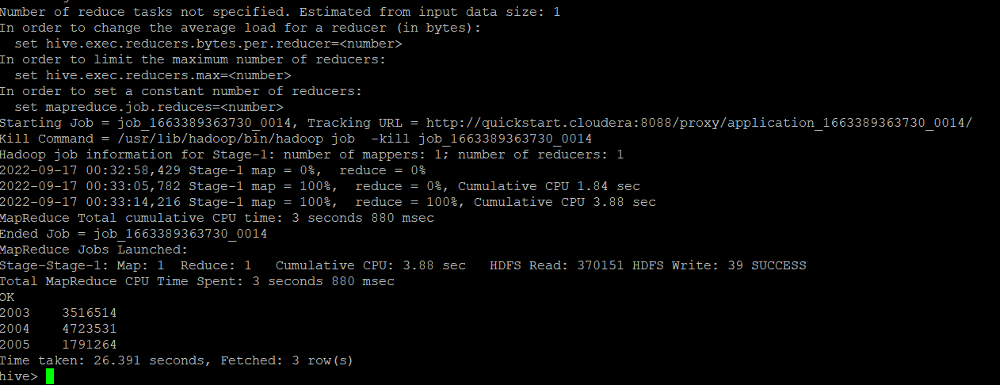 Number of reduce tasks not specified. Estimated from input data size: 1
In order to change the average load for a reducer (in bytes):
  set hive.exec.reducers.bytes.per.reducer=<number>
In order to limit the maximum number of reducers:
  set hive.exec.reducers.max=<number>
In order to set a constant number of reducers:
  set mapreduce.job.reduces=<number>
Starting Job = job_1663389363730_0014, Tracking URL = http://quickstart.cloudera:8088/proxy/application_1663389363730_0014/
Kill Command = /usr/lib/hadoop/bin/hadoop job  -kill job_1663389363730_0014
Hadoop job information for Stage-1: number of mappers: 1; number of reducers: 1
2022-09-17 00:32:58,429 Stage-1 map = 0%,  reduce = 0%
2022-09-17 00:33:05,782 Stage-1 map = 100%,  reduce = 0%, Cumulative CPU 1.84 sec
2022-09-17 00:33:14,216 Stage-1 map = 100%,  reduce = 100%, Cumulative CPU 3.88 sec
MapReduce Total cumulative CPU time: 3 seconds 880 msec
Ended Job = job_1663389363730_0014
MapReduce Jobs Launched:
Stage-Stage-1: Map: 1  Reduce: 1   Cumulative CPU: 3.88 sec   HDFS Read: 370151 HDFS Write: 39 SUCCESS
Total MapReduce CPU Time Spent: 3 seconds 880 msec
OK
2003    3516514
2004    4723531
2005    1791264
Time taken: 26.391 seconds, Fetched: 3 row(s)
hive>